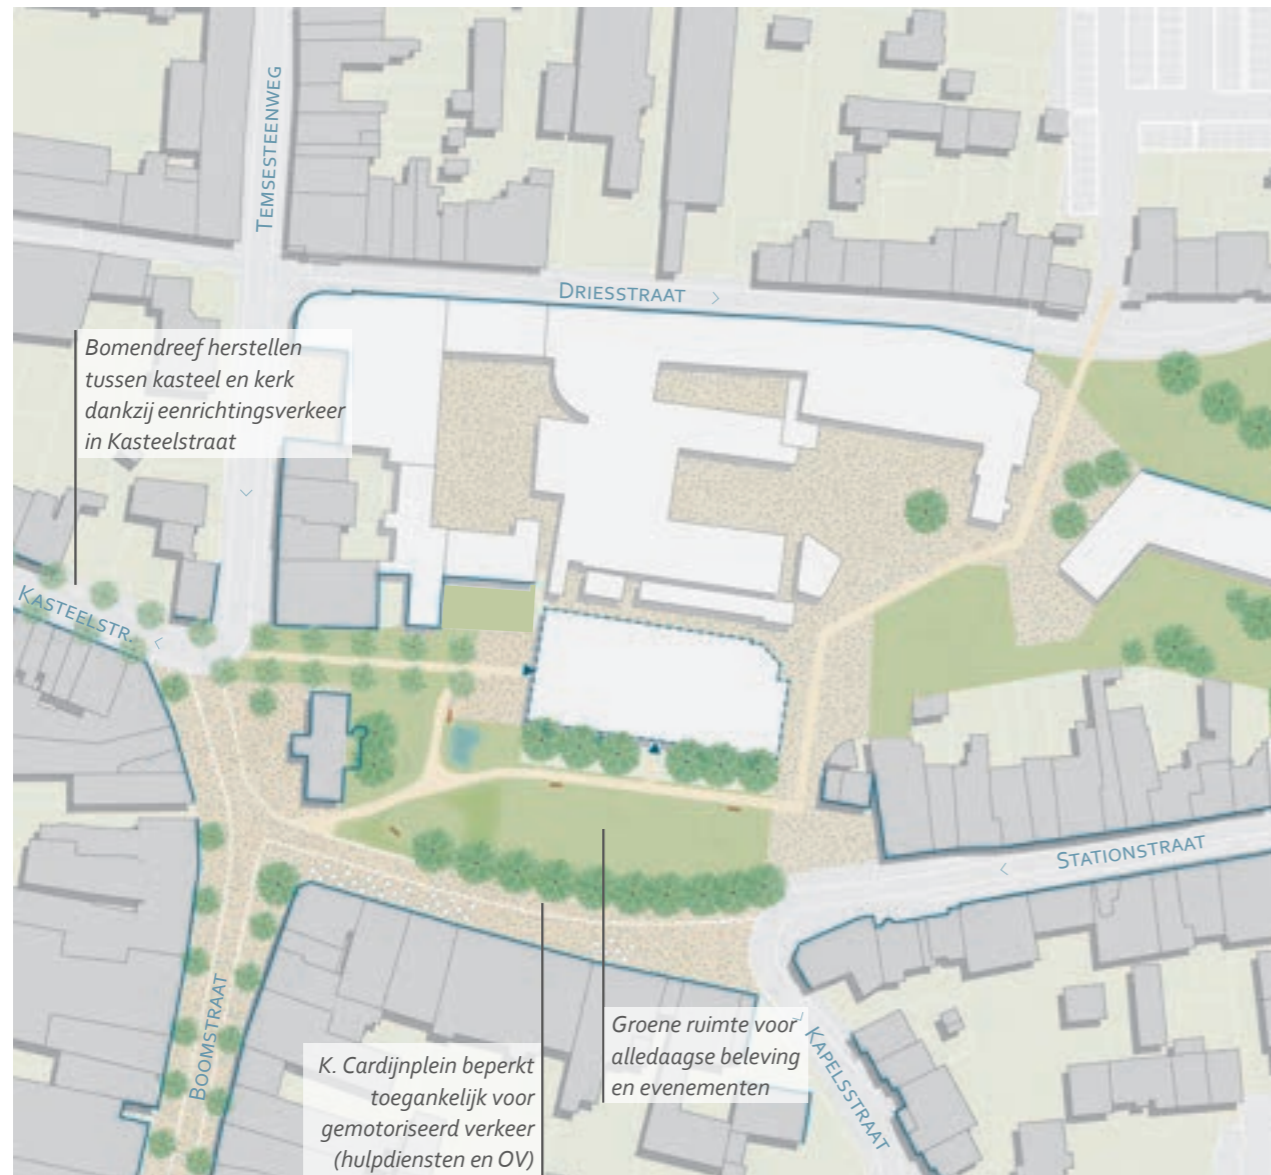 TEMSESTEENWEG
DRIESSTRAAT
Bomendreef herstellen
tussen kasteel en kerk
dankzij eenrichtingsverkeer
in Kasteelstraat
KASTEELSTR.
STATIONSTRAAT
BOOMSTRAAT
Groene ruimte voor
alledaagse beleving
en evenementen
KAPELSSTRAAT
K. Cardijnplein beperkt
toegankelijk voor
gemotoriseerd verkeer
(hulpdiensten en OV)